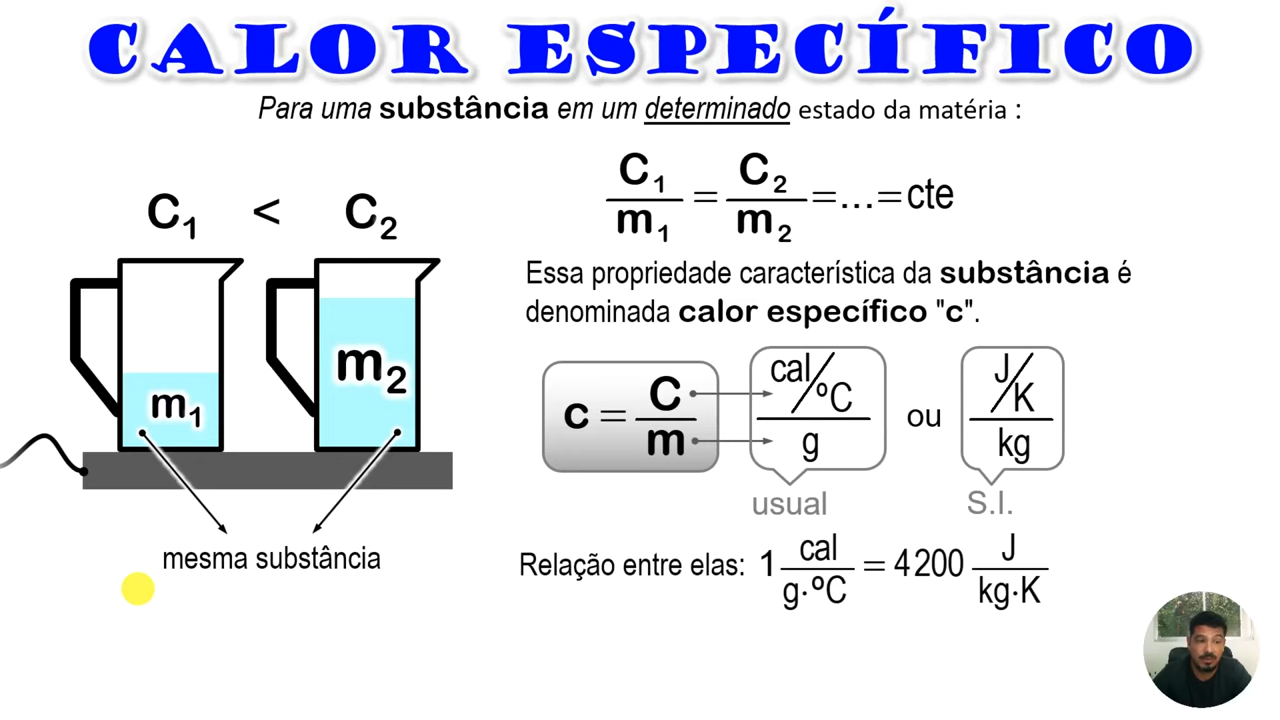 CALOR ESPECÍFICO
Para uma substância em um determinado estado da matéria :
C₁ < C₂
m₁
m₂
mesma substância
C₁/m₁ = C₂/m₂ =...= cte
Essa propriedade característica da substância é
denominada calor específico "c".
c = C/m
cal/ºC
g
usual
ou
J/K
kg
S.I.
Relação entre elas: 1 cal/g·ºC = 4200 J/kg·K